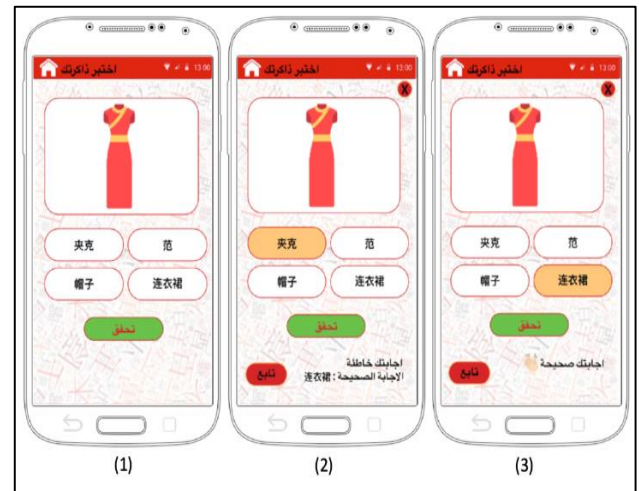 اختبر ذاكرتك
13:00
夹克
范
帽子
连衣裙
تحقق
(1)
اختبر ذاكرتك
13:00
X
夹克
范
帽子
连衣裙
تحقق
اجابتك خاطئة
الإجابة الصحيحة : 连衣裙
تابع
(2)
اختبر ذاكرتك
13:00
X
夹克
范
帽子
连衣裙
تحقق
اجابتك صحيحة
تابع
(3)